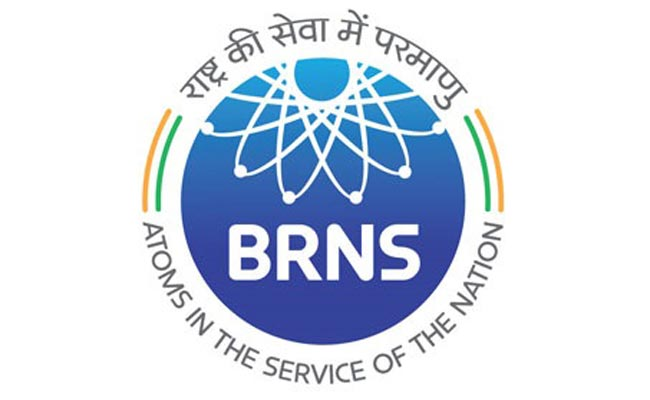 राष्ट्र की सेवा में परमाणु
BRNS
ATOMS IN THE SERVICE OF THE NATION